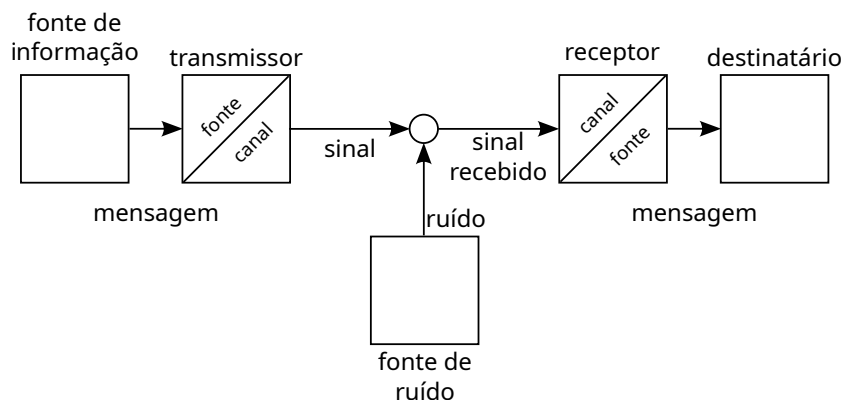 fonte de
informação
transmissor
receptor
destinatário
fonte
canal
canal
fonte
sinal
sinal
recebido
mensagem
ruído
mensagem
fonte de
ruído